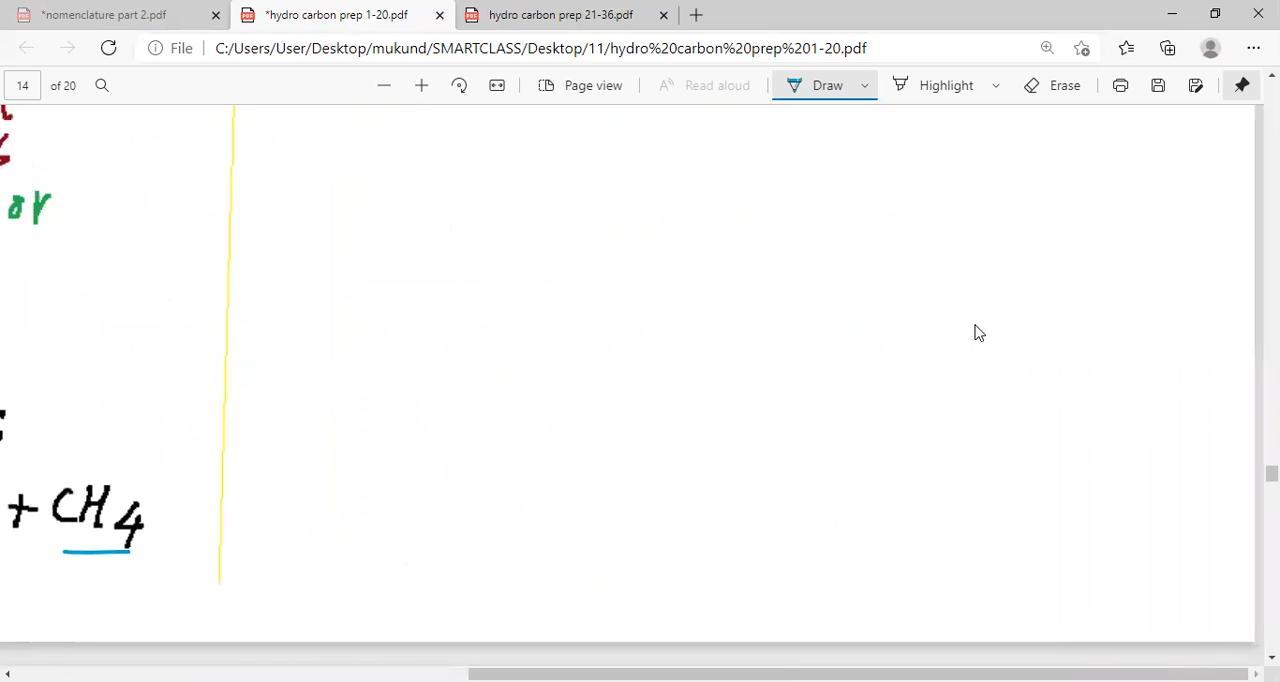 *nomenclature part 2.pdf
*hydro carbon prep 1-20.pdf
hydro carbon prep 21-36.pdf
File
C:/Users/User/Desktop/mukund/SMARTCLASS/Desktop/11/hydro%20carbon%20prep%201-20.pdf
14 of 20
Page view
Read aloud
Draw
Highlight
Erase
or
+ CH4